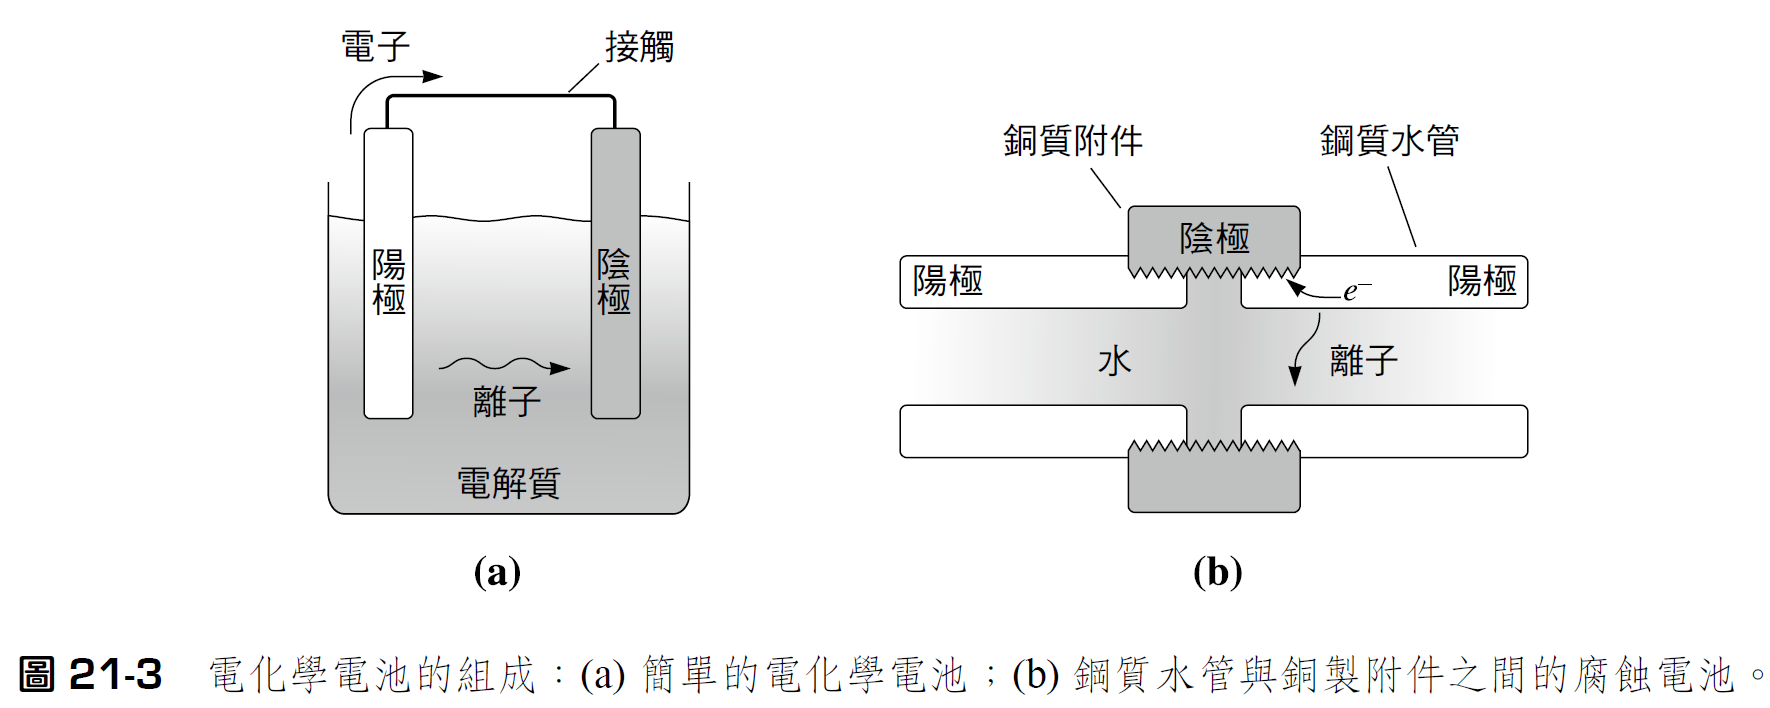 電子
接觸
陽極
陰極
離子
電解質
(a)
銅質附件
鋼質水管
陰極
陽極
陽極
e–
水
離子
(b)
圖 21-3 電化學電池的組成：(a) 簡單的電化學電池；(b) 鋼質水管與銅製附件之間的腐蝕電池。